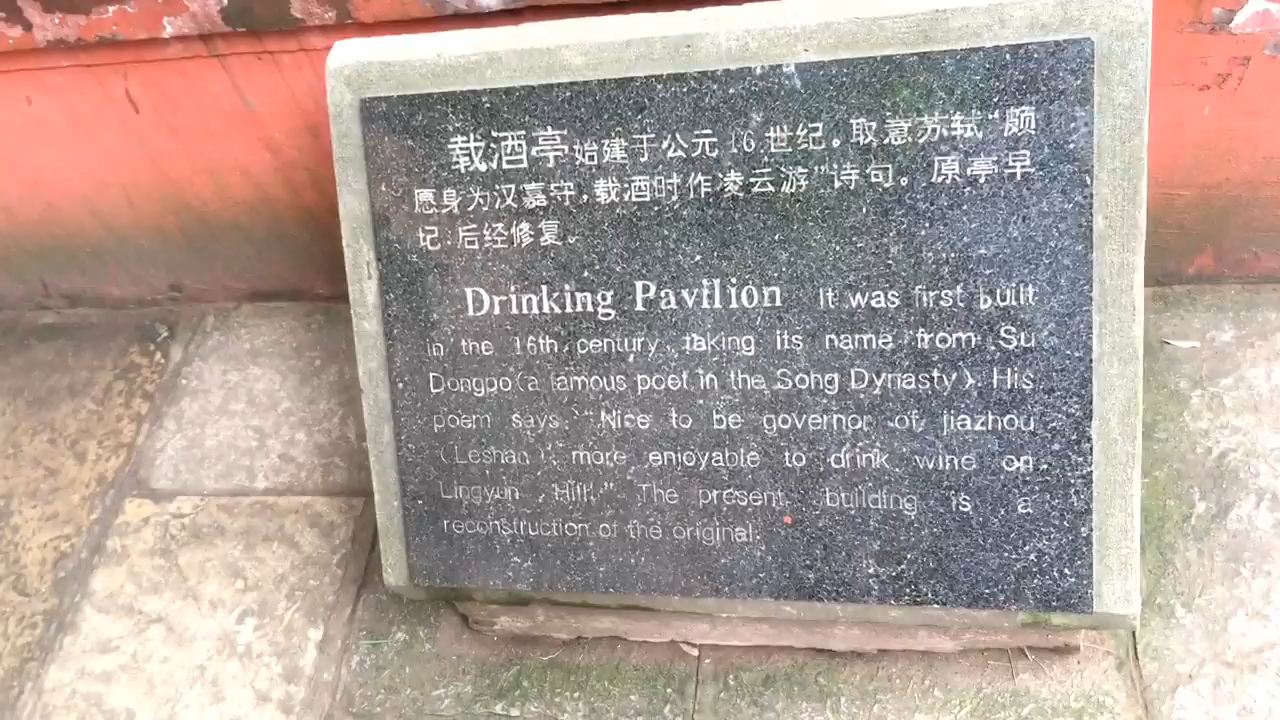 载酒亭始建于公元16世纪。取意苏轼“颇
愿身为汉嘉守，载酒时作凌云游”诗句。原亭早
圮；后经修复。
Drinking Pavilion It was first built
in the 16th century, taking its name from Su
Dongpo (a famous poet in the Song Dynasty). His
poem says: "Nice to be governor of jiazhou
(Leshan), more enjoyable to drink wine on
Lingyun Hill." The present building is a
reconstruction of the original.